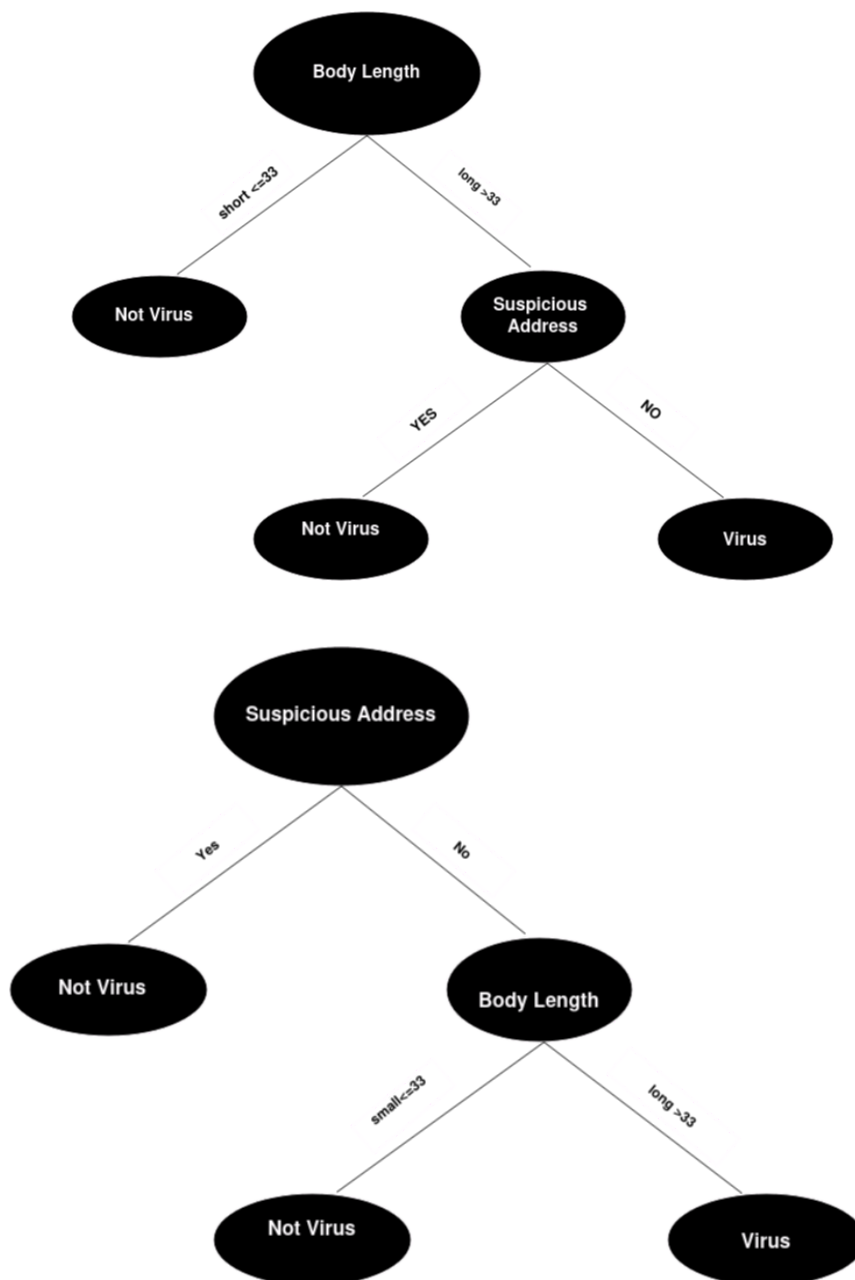 Body Length
short <=33
long >33
Not Virus
Suspicious
Address
YES
NO
Not Virus
Virus
Suspicious Address
Yes
No
Not Virus
Body Length
small<=33
long >33
Not Virus
Virus